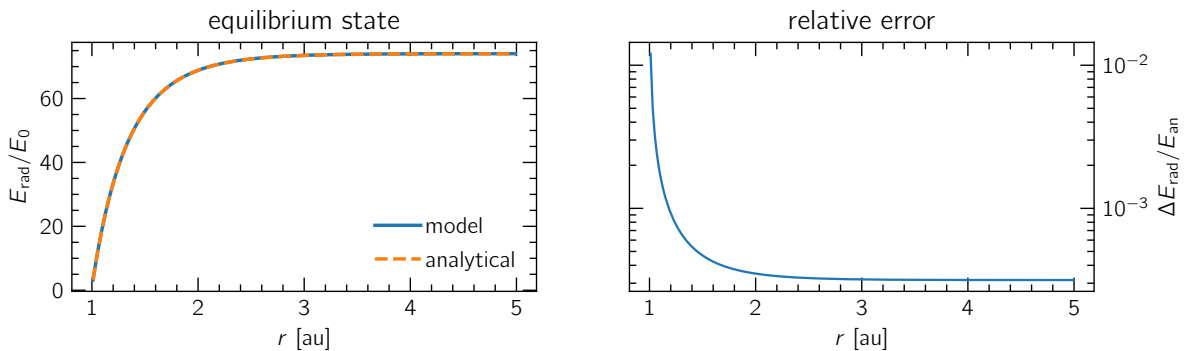 equilibrium state
E_rad/E_0
60
40
20
0
1 2 3 4 5
r [au]
model
analytical
relative error
10^−2
10^−3
ΔE_rad/E_an
1 2 3 4 5
r [au]